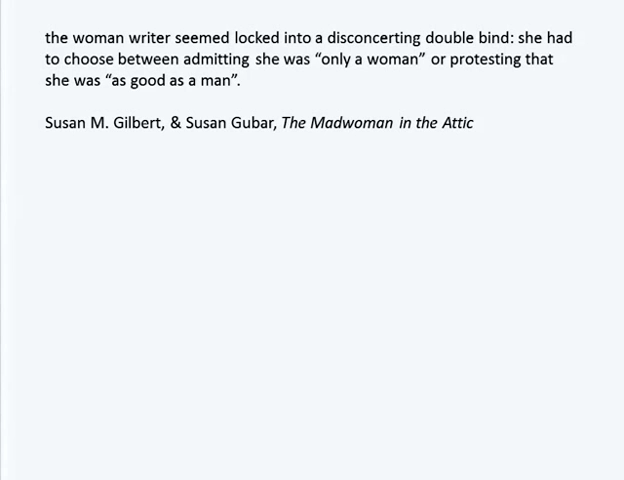 the woman writer seemed locked into a disconcerting double bind: she had
to choose between admitting she was “only a woman” or protesting that
she was “as good as a man”.
Susan M. Gilbert, & Susan Gubar, The Madwoman in the Attic